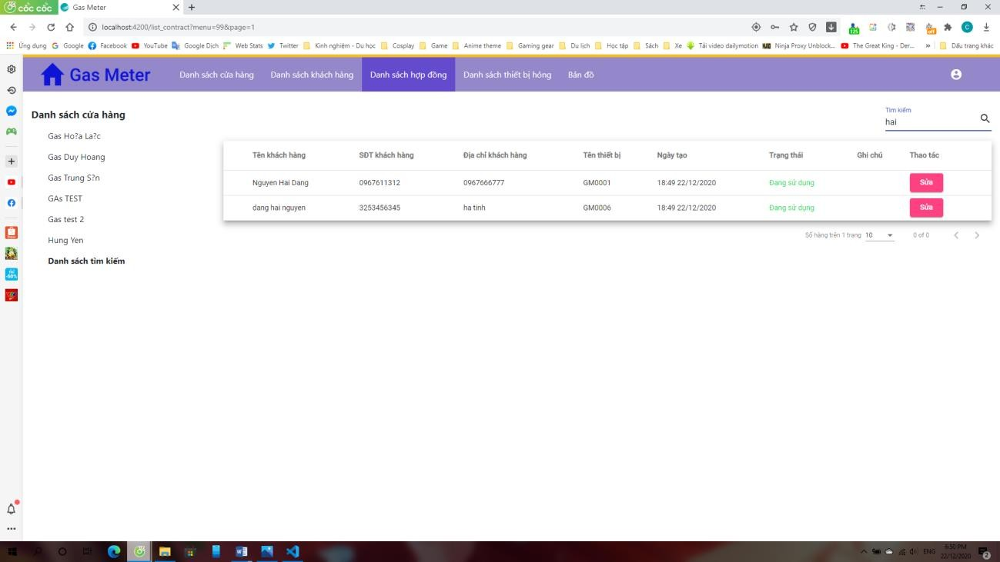 cốc cốc Gas Meter
localhost:4200/list_contract?menu=99&page=1
125 off C
Ứng dụng Google Facebook YouTube Google Dịch Web Stats Twitter Kinh nghiệm - Du học Cosplay Game Anime theme Gaming gear Du lịch Học tập Sách Xe Tải video dailymotion Ninja Proxy Unblock... The Great King - Der... » Dấu trang khác
Gas Meter Danh sách cửa hàng Danh sách khách hàng Danh sách hợp đồng Danh sách thiết bị hỏng Bản đồ
Danh sách cửa hàng
Gas Ho?a La?c
Gas Duy Hoang
Gas Trung S?n
GAs TEST
Gas test 2
Hung Yen
Danh sách tìm kiếm
Tìm kiếm
hai
Tên khách hàng SĐT khách hàng Địa chỉ khách hàng Tên thiết bị Ngày tạo Trạng thái Ghi chú Thao tác
Nguyen Hai Dang 0967611312 0967666777 GM0001 18:49 22/12/2020 Đang sử dụng Sửa
dang hai nguyen 3253456345 ha tinh GM0006 18:49 22/12/2020 Đang sử dụng Sửa
Số hàng trên 1 trang 10 0 of 0
ENG 6:50 PM
22/12/2020 2